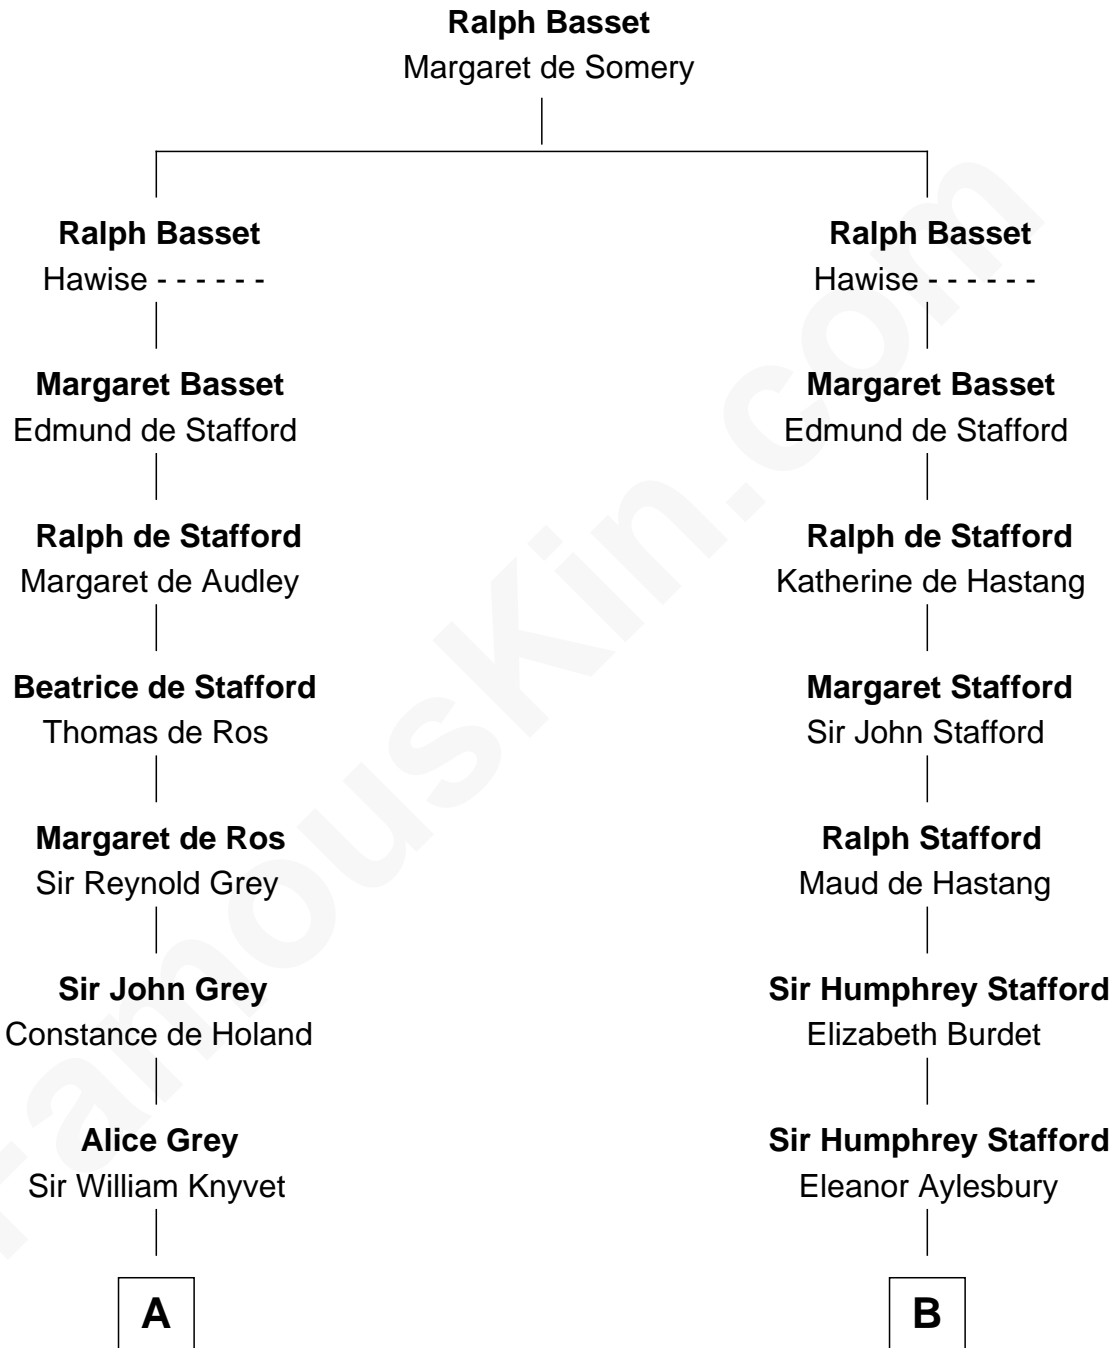 Ralph Basset
Margaret de Somery
Ralph Basset
Hawise - - - - - -
Margaret Basset
Edmund de Stafford
Ralph de Stafford
Margaret de Audley
Beatrice de Stafford
Thomas de Ros
Margaret de Ros
Sir Reynold Grey
Sir John Grey
Constance de Holand
Alice Grey
Sir William Knyvet
A
Ralph Basset
Hawise - - - - - -
Margaret Basset
Edmund de Stafford
Ralph de Stafford
Katherine de Hastang
Margaret Stafford
Sir John Stafford
Ralph Stafford
Maud de Hastang
Sir Humphrey Stafford
Elizabeth Burdet
Sir Humphrey Stafford
Eleanor Aylesbury
B
FamousKin.com